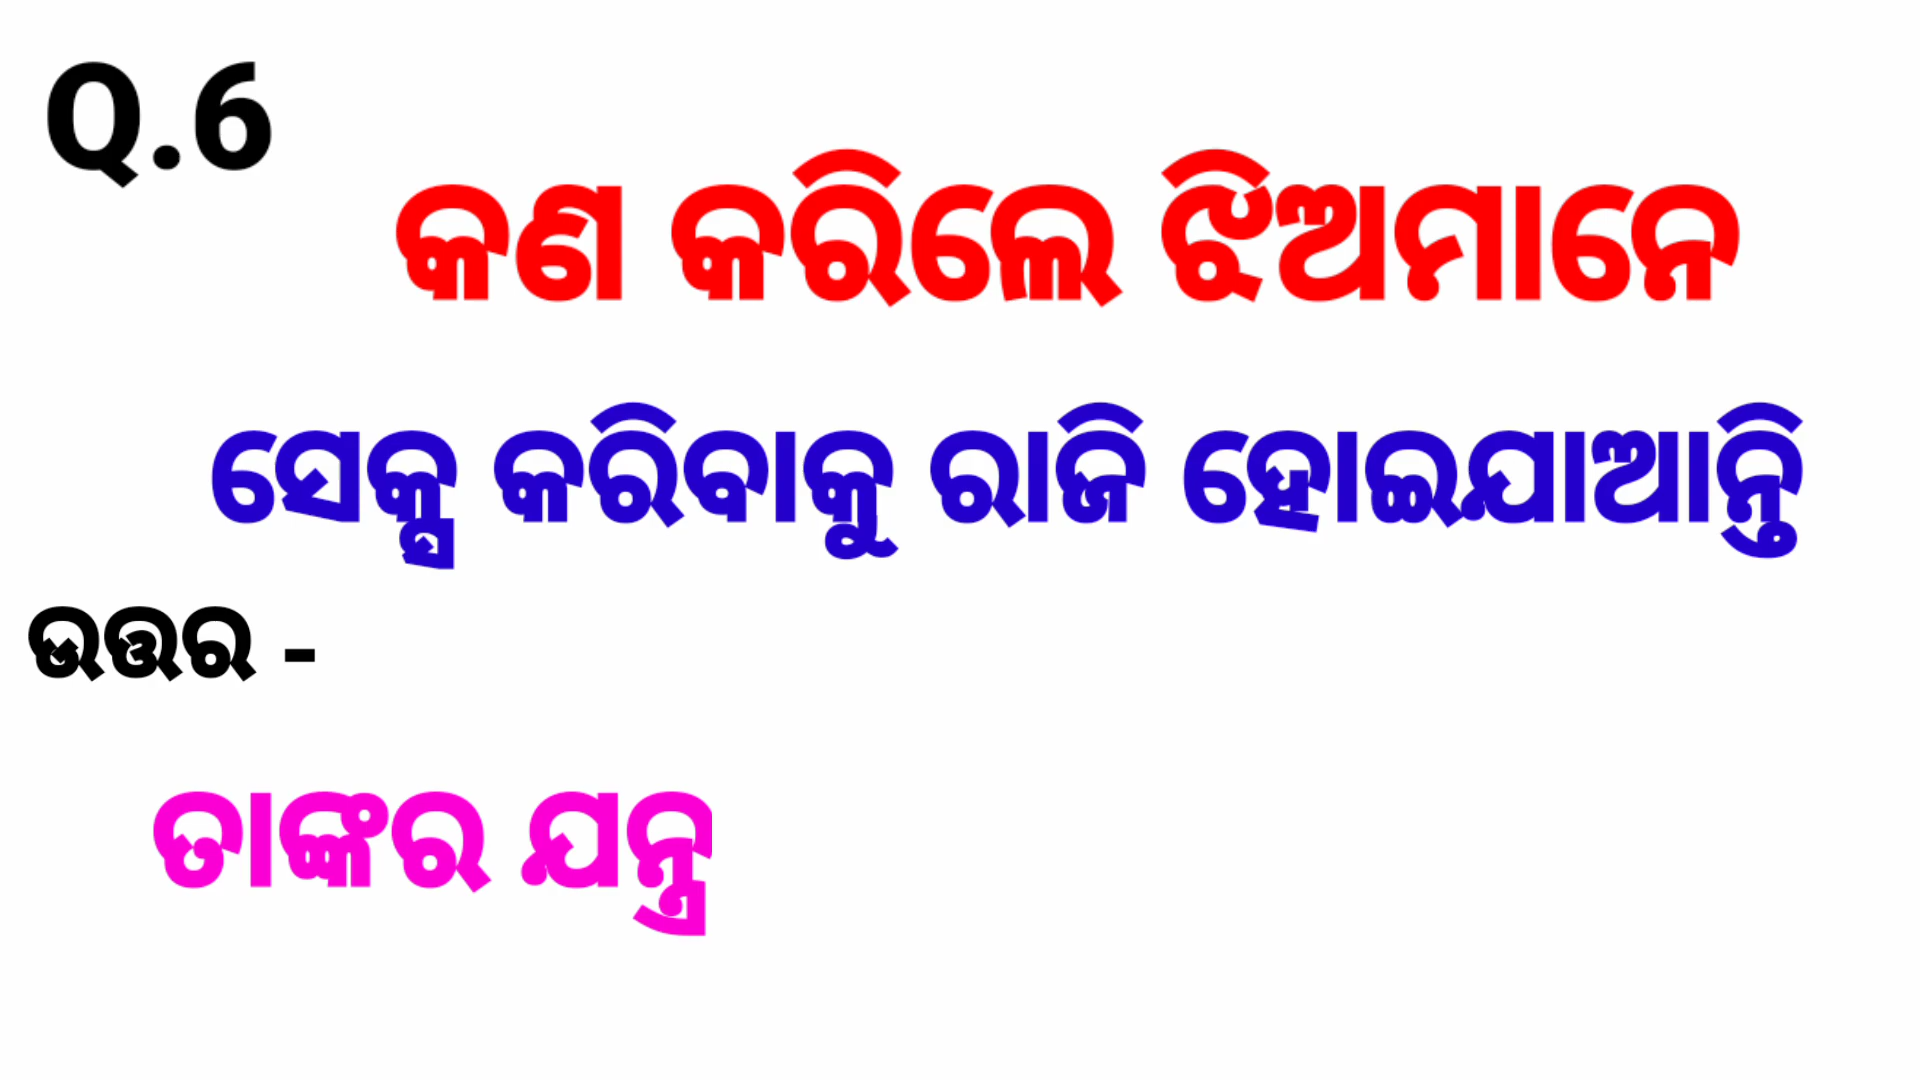 Q.6
କଣ କରିଲେ ଝିଅମାନେ
ସେକ୍ସ କରିବାକୁ ରାଜି ହୋଇଯାଆନ୍ତି
ଉତ୍ତର -
ତାଙ୍କର ଯନ୍ତ୍ର